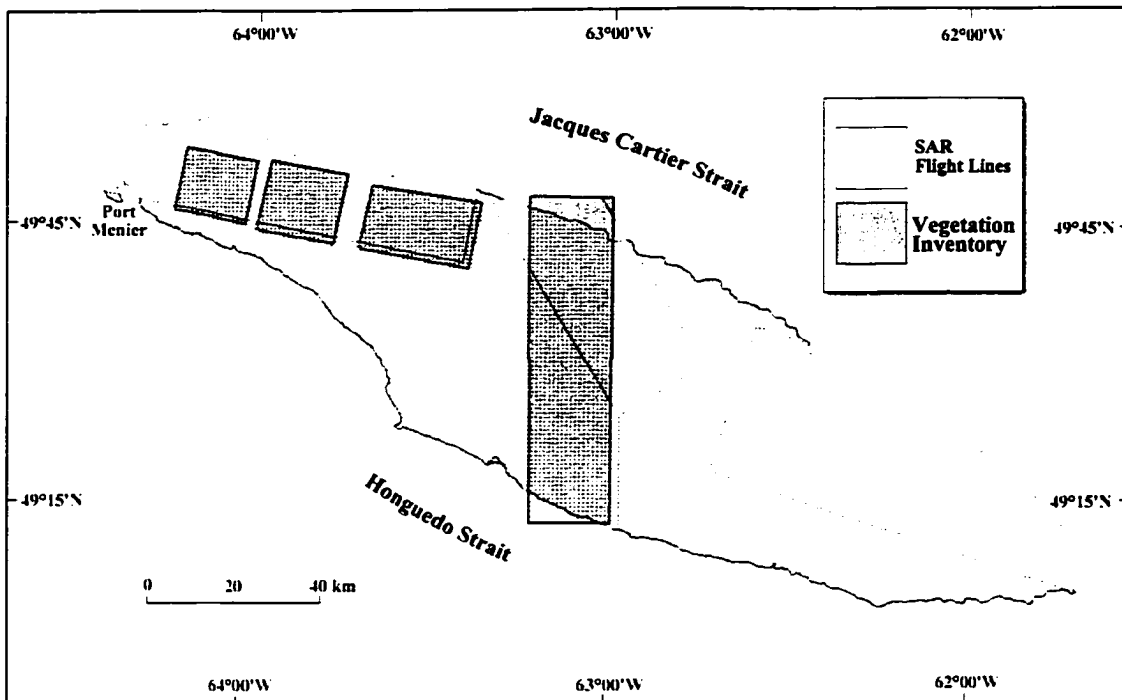 64°00'W 63°00'W 62°00'W
Jacques Cartier Strait
SAR
Flight Lines
Vegetation
Inventory
Port
Menier
49°45'N 49°45'N
49°15'N 49°15'N
Honguedo Strait
0 20 40 km
64°00'W 63°00'W 62°00'W